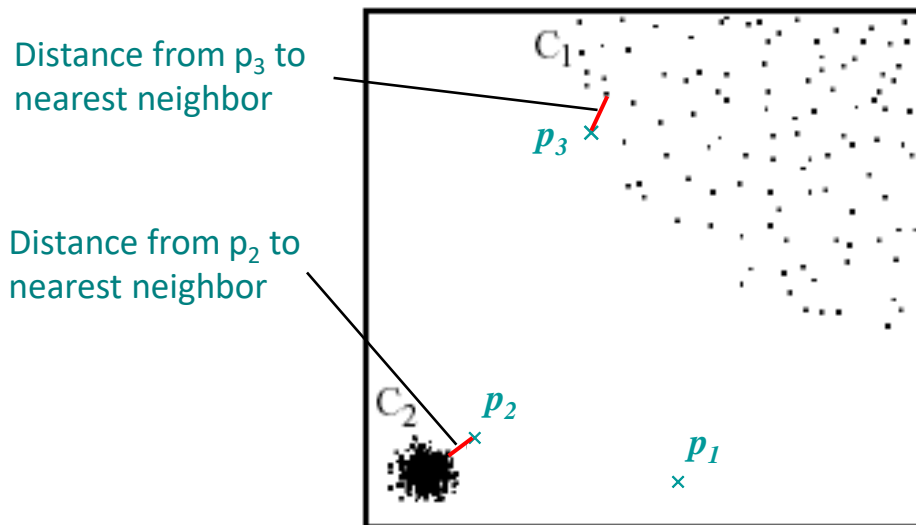 Distance from p₃ to
nearest neighbor
C₁
p₃
Distance from p₂ to
nearest neighbor
C₂
p₂
p₁